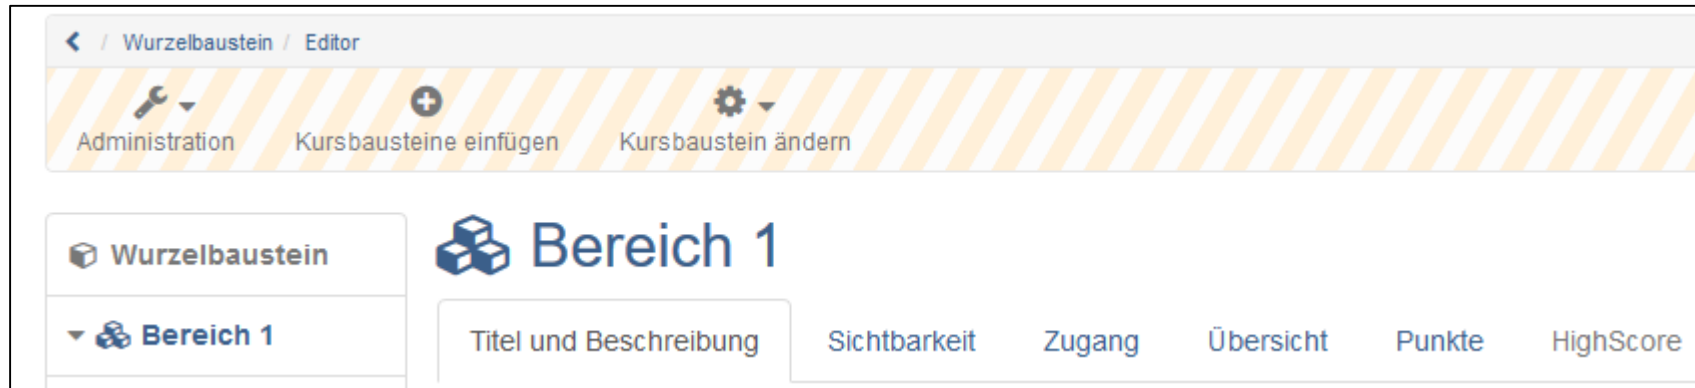 / Wurzelbaustein / Editor
Administration Kursbausteine einfügen Kursbaustein ändern
Wurzelbaustein
Bereich 1
Bereich 1
Titel und Beschreibung Sichtbarkeit Zugang Übersicht Punkte HighScore